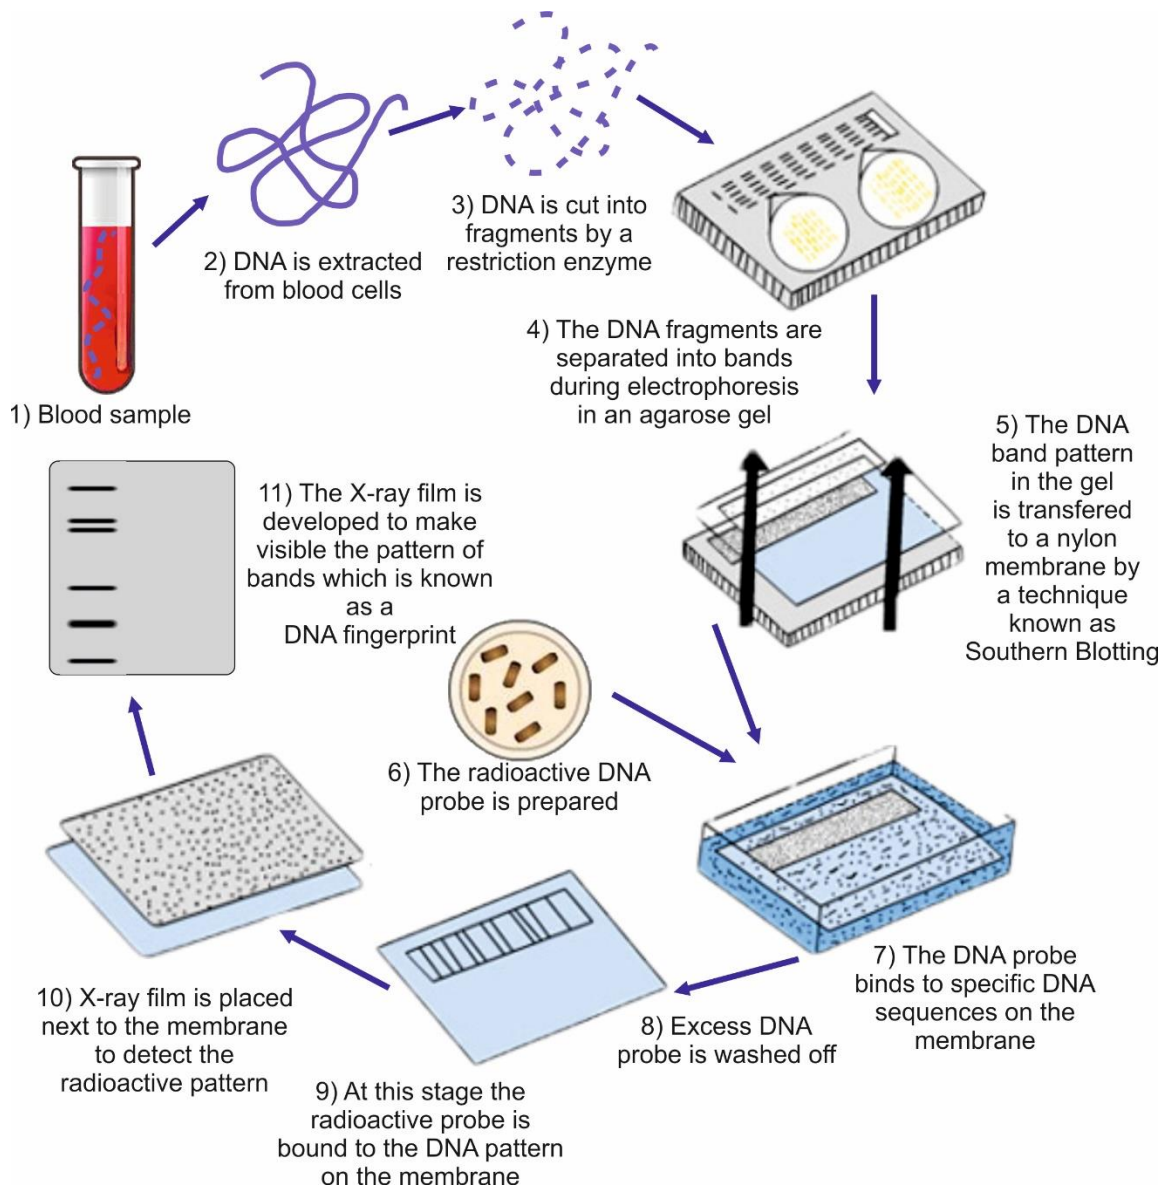 1) Blood sample
2) DNA is extracted
from blood cells
3) DNA is cut into
fragments by a
restriction enzyme
4) The DNA fragments are
separated into bands
during electrophoresis
in an agarose gel
5) The DNA
band pattern
in the gel
is transfered
to a nylon
membrane by
a technique
known as
Southern Blotting
6) The radioactive DNA
probe is prepared
7) The DNA probe
binds to specific DNA
sequences on the
membrane
8) Excess DNA
probe is washed off
9) At this stage the
radioactive probe is
bound to the DNA pattern
on the membrane
10) X-ray film is placed
next to the membrane
to detect the
radioactive pattern
11) The X-ray film is
developed to make
visible the pattern of
bands which is known
as a
DNA fingerprint